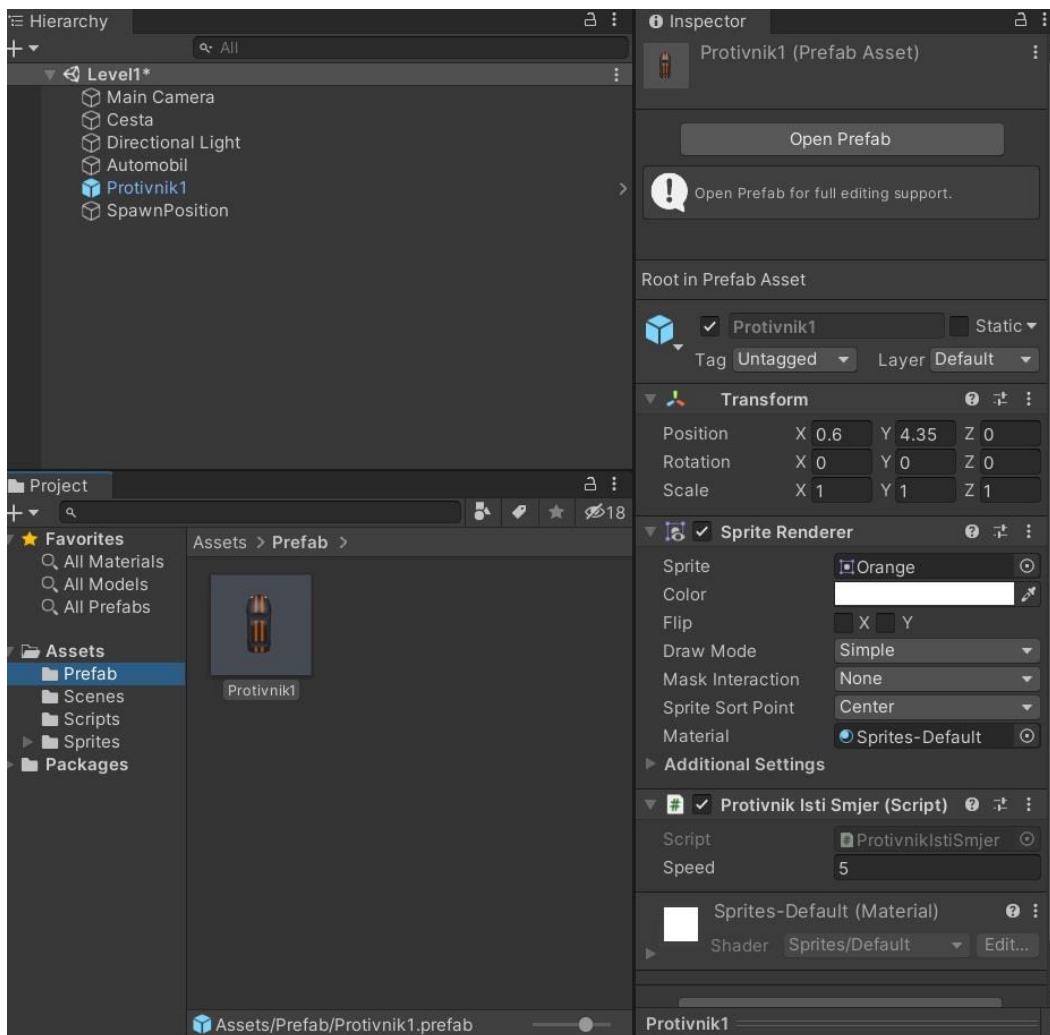 Hierarchy
All
Level1*
Main Camera
Cesta
Directional Light
Automobil
Protivnik1
SpawnPosition
Project
18
Favorites
All Materials
All Models
All Prefabs
Assets
Prefab
Scenes
Scripts
Sprites
Packages
Assets > Prefab >
Protivnik1
Assets/Prefab/Protivnik1.prefab
Inspector
Protivnik1 (Prefab Asset)
Open Prefab
Open Prefab for full editing support.
Root in Prefab Asset
Protivnik1 Static
Tag Untagged Layer Default
Transform
Position X 0.6 Y 4.35 Z 0
Rotation X 0 Y 0 Z 0
Scale X 1 Y 1 Z 1
Sprite Renderer
Sprite Orange
Color
Flip X Y
Draw Mode Simple
Mask Interaction None
Sprite Sort Point Center
Material Sprites-Default
Additional Settings
# Protivnik Isti Smjer (Script)
Script ProtivnikIstiSmjer
Speed 5
Sprites-Default (Material)
Shader Sprites/Default Edit...
Protivnik1